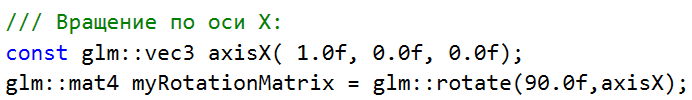 /// Вращение по оси X:
const glm::vec3 axisX( 1.0f, 0.0f, 0.0f);
glm::mat4 myRotationMatrix = glm::rotate(90.0f,axisX);